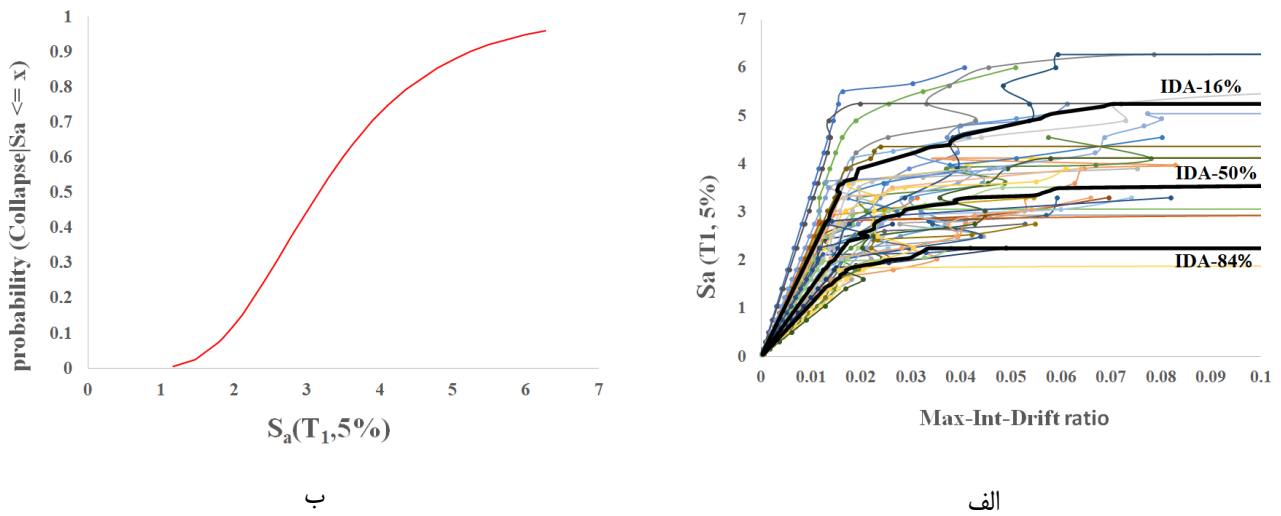 1
0.9
0.8
0.7
0.6
0.5
0.4
0.3
0.2
0.1
0
0 1 2 3 4 5 6 7
probability (Collapse|Sa <= x)
Sa(T1,5%)
ب
7
6
5
4
3
2
1
0
0 0.01 0.02 0.03 0.04 0.05 0.06 0.07 0.08 0.09 0.1
Sa (T1, 5%)
Max-Int-Drift ratio
IDA-16%
IDA-50%
IDA-84%
الف